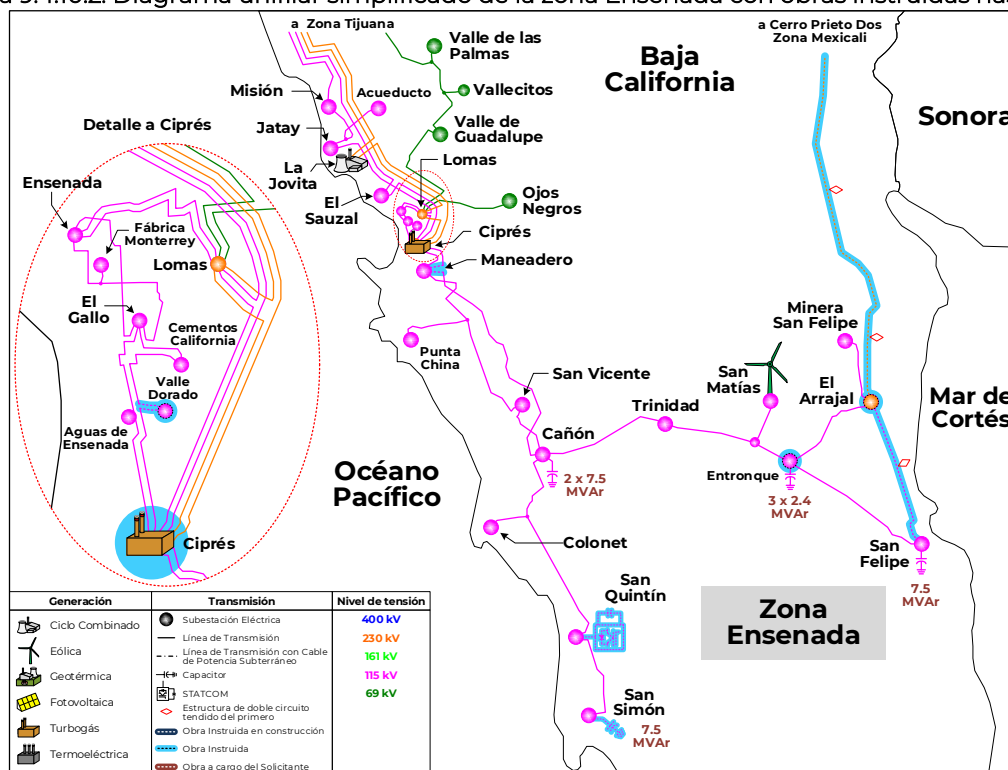 a Zona Tijuana
a Cerro Prieto Dos
Zona Mexicali
Valle de las
Palmas
Baja
California
Misión
Acueducto
Vallecitos
Sonora
Detalle a Ciprés
Jatay
Valle de
Guadalupe
Lomas
La
Jovita
Ensenada
El
Sauzal
Ojos
Negros
Fábrica
Monterrey
Ciprés
Lomas
Maneadero
El
Gallo
Minera
San Felipe
Cementos
California
Punta
China
San Vicente
San
Matías
El
Arrajal
Valle
Dorado
Mar de
Cortés
Trinidad
Aguas de
Ensenada
Cañón
Océano
Pacífico
Entronque
2 x 7.5
MVAr
3 x 2.4
MVAr
Ciprés
Colonet
San
Felipe
San
Quintín
7.5
MVAr
Zona
Ensenada
San
Simón
7.5
MVAr
Generación
Transmisión
Nivel de tensión
Ciclo Combinado
Subestación Eléctrica
400 kV
Línea de Transmisión
230 kV
Eólica
Línea de Transmisión con Cable
de Potencia Subterráneo
161 kV
Geotérmica
Capacitor
115 kV
STATCOM
69 kV
Fotovoltaica
Estructura de doble circuito
tendido del primero
Turbogás
Obra Instruida en construcción
Termoeléctrica
Obra Instruida
Obra a cargo del Solicitante